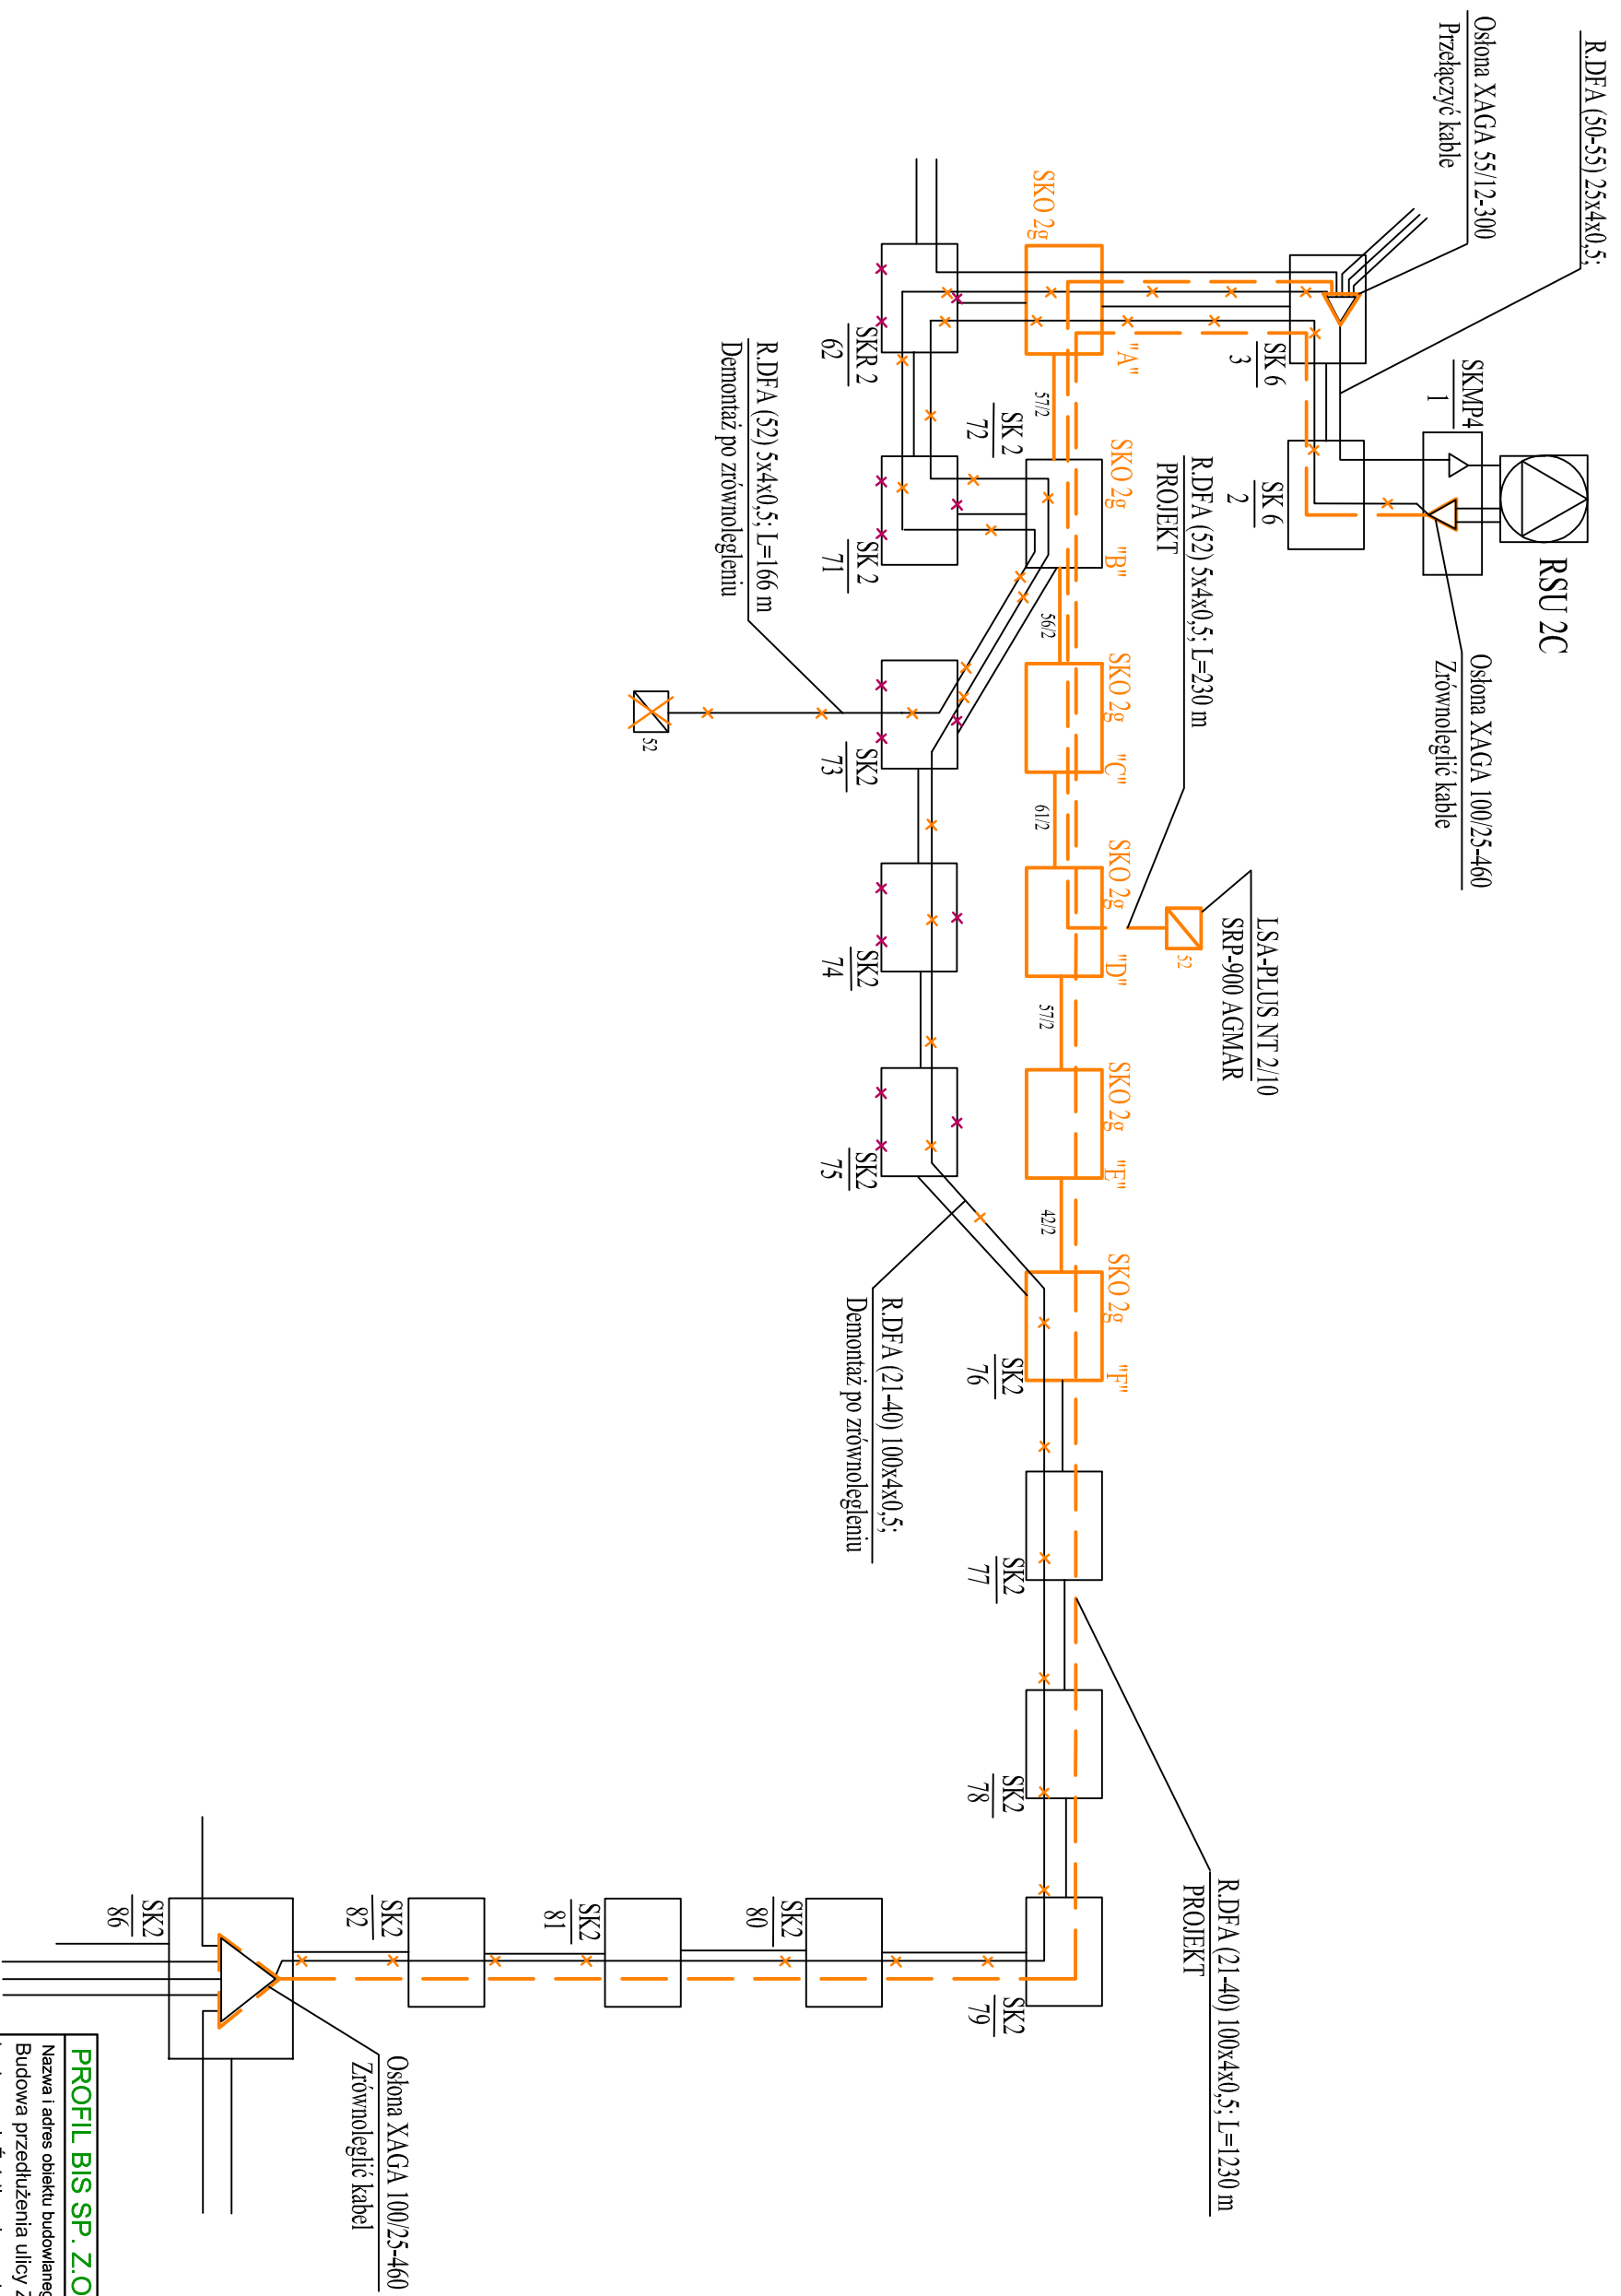 R.DFA (50-55) 25x4x0,5;
Osłona XAGA 55/12-300
Przełączyć kable
RSU 2C
SKMP4
1
Osłona XAGA 100/25-460
Zrównoleglić kable
SK 6
3
SK 6
2
LSA-PLUS NT 2/10
SRP-900 AGMAR
52
R.DFA (52) 5x4x0,5; L=230 m
PROJEKT
R.DFA (21-40) 100x4x0,5; L=1230 m
PROJEKT
SKO 2g
"A"
57/2
SK 2
72
SKO 2g
"B"
56/2
SKO 2g
"C"
61/2
SKO 2g
"D"
57/2
SKO 2g
"E"
42/2
SKO 2g
"F"
SK2
76
SK2
77
SK2
78
SK2
79
SKR 2
62
SK 2
71
SK2
73
SK2
74
SK2
75
R.DFA (52) 5x4x0,5; L=166 m
Demontaż po zrównolegleniu
52
R.DFA (21-40) 100x4x0,5;
Demontaż po zrównolegleniu
SK2
80
SK2
81
SK2
82
SK2
86
Osłona XAGA 100/25-460
Zrównoleglić kabel
PROFIL BIS SP. Z.O
Nazwa i adres obiektu budowlaneg
Budowa przedłużenia ulicy